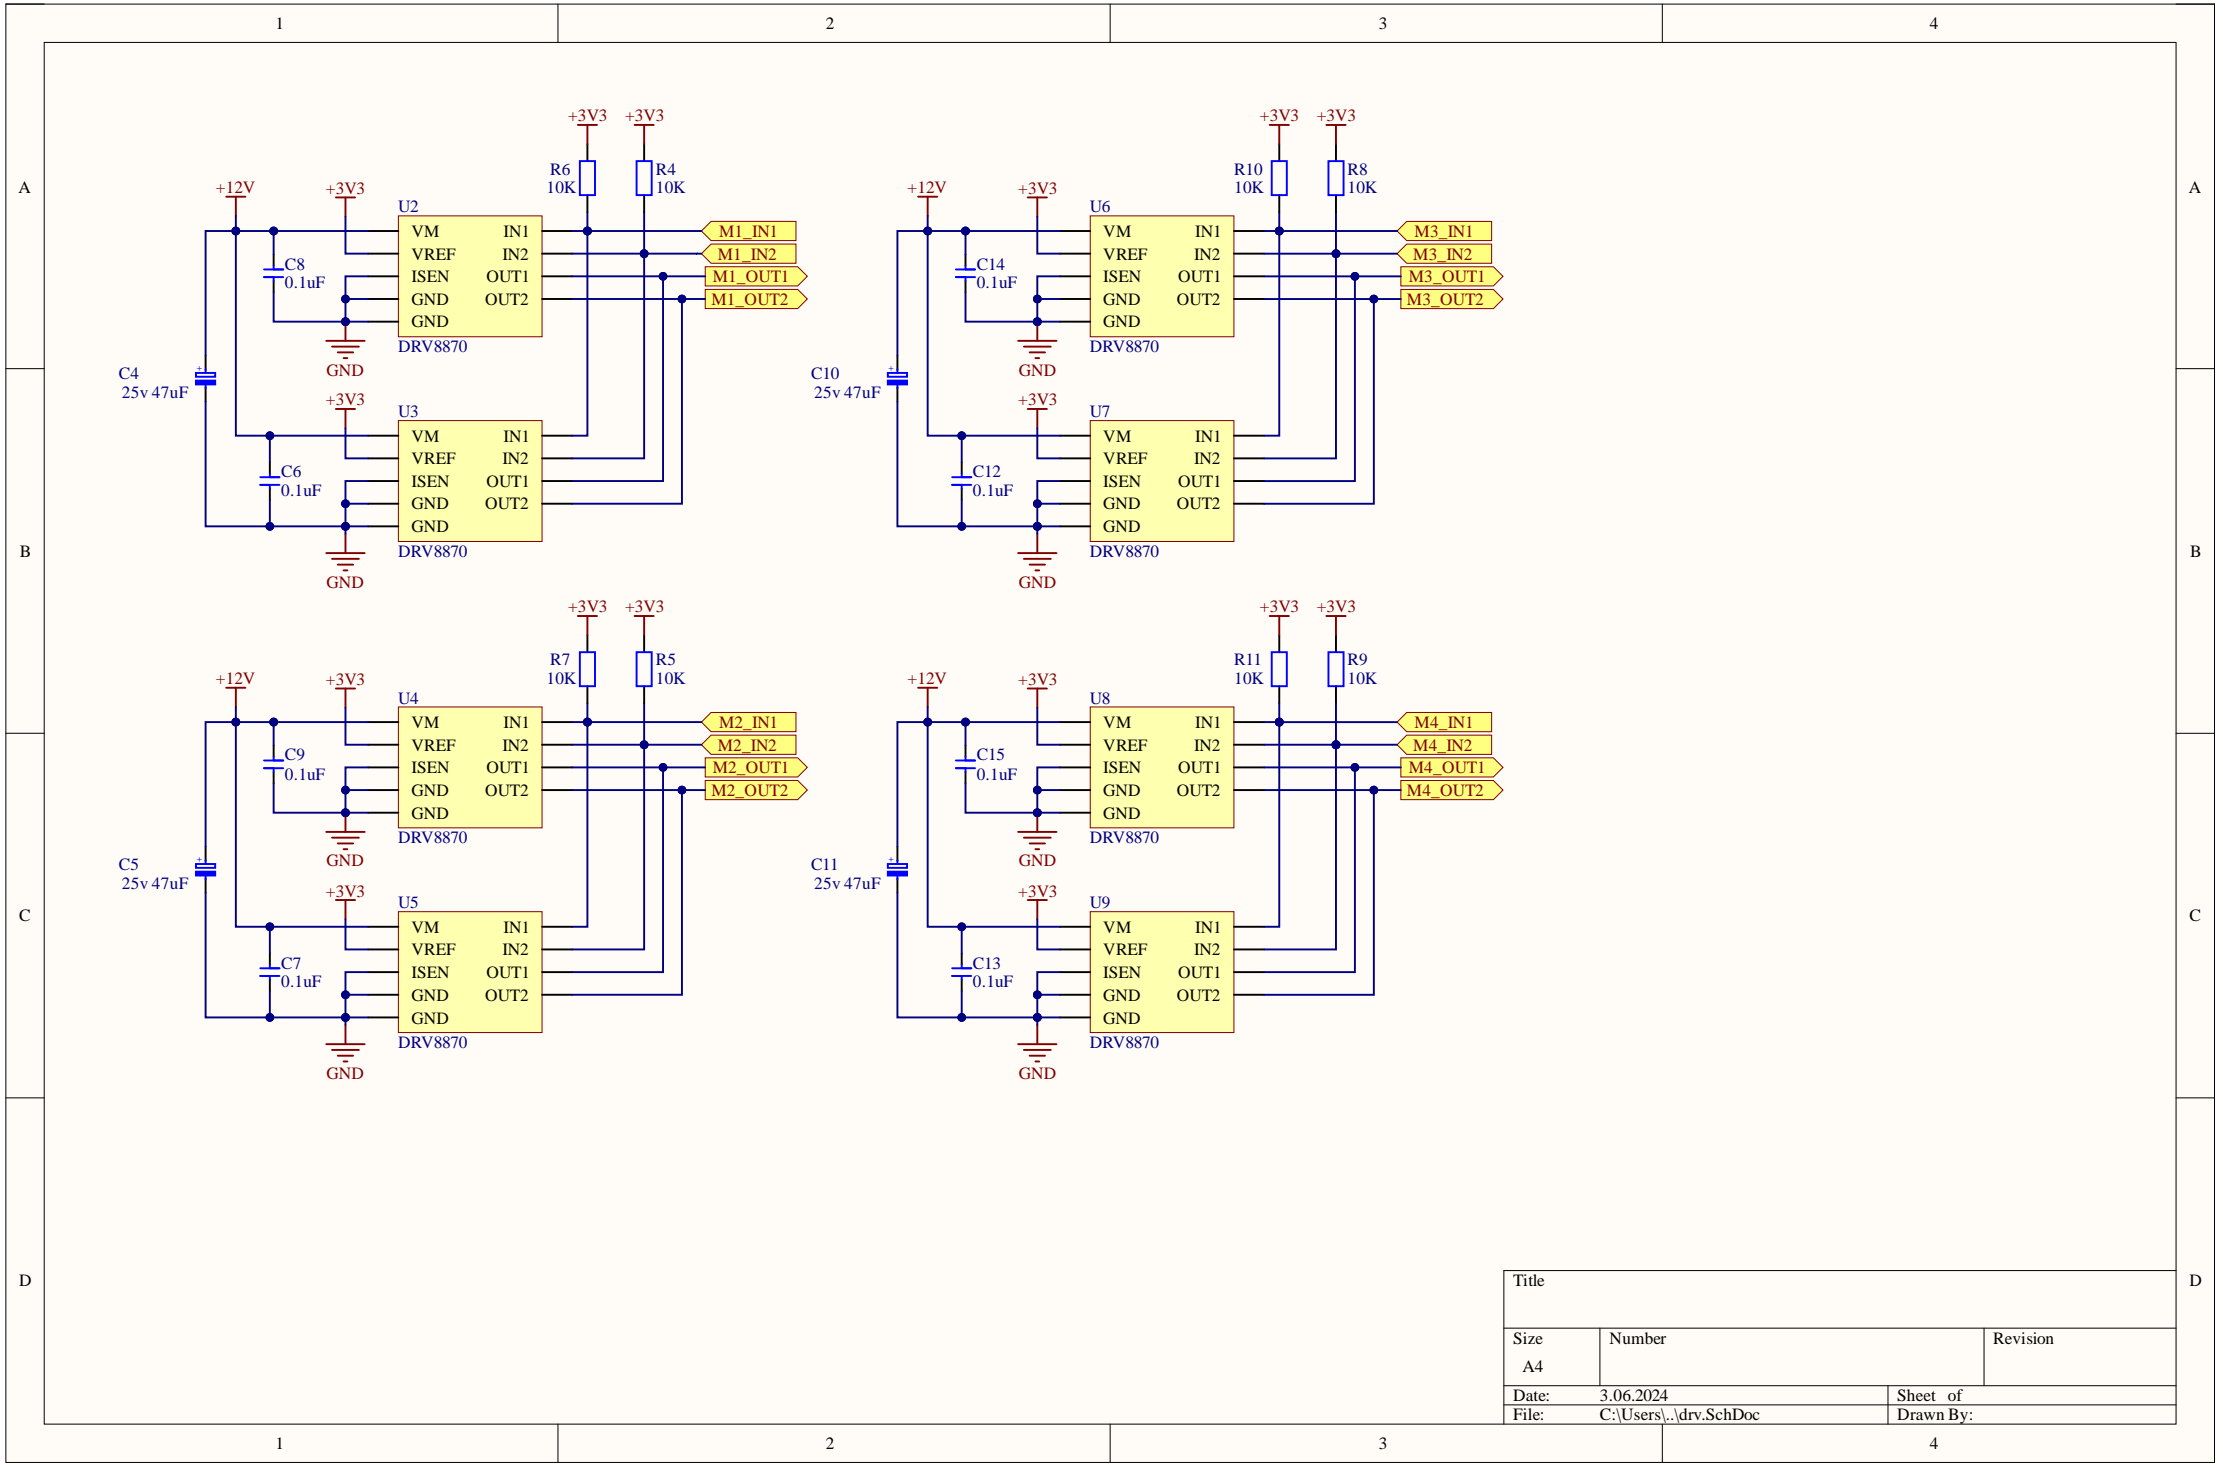 1 2 3 4
A A
B B
C C
D D
+3V3 +3V3
R6 R4
10K 10K
+12V +3V3
U2
VM IN1
VREF IN2
ISEN OUT1
GND OUT2
GND
DRV8870
M1_IN1
M1_IN2
M1_OUT1
M1_OUT2
C8
0.1uF
GND
C4
25v 47uF
+3V3
U3
VM IN1
VREF IN2
ISEN OUT1
GND OUT2
GND
DRV8870
C6
0.1uF
GND
+3V3 +3V3
R10 R8
10K 10K
+12V +3V3
U6
VM IN1
VREF IN2
ISEN OUT1
GND OUT2
GND
DRV8870
M3_IN1
M3_IN2
M3_OUT1
M3_OUT2
C14
0.1uF
GND
C10
25v 47uF
+3V3
U7
VM IN1
VREF IN2
ISEN OUT1
GND OUT2
GND
DRV8870
C12
0.1uF
GND
+3V3 +3V3
R7 R5
10K 10K
+12V +3V3
U4
VM IN1
VREF IN2
ISEN OUT1
GND OUT2
GND
DRV8870
M2_IN1
M2_IN2
M2_OUT1
M2_OUT2
C9
0.1uF
GND
C5
25v 47uF
+3V3
U5
VM IN1
VREF IN2
ISEN OUT1
GND OUT2
GND
DRV8870
C7
0.1uF
GND
+3V3 +3V3
R11 R9
10K 10K
+12V +3V3
U8
VM IN1
VREF IN2
ISEN OUT1
GND OUT2
GND
DRV8870
M4_IN1
M4_IN2
M4_OUT1
M4_OUT2
C15
0.1uF
GND
C11
25v 47uF
+3V3
U9
VM IN1
VREF IN2
ISEN OUT1
GND OUT2
GND
DRV8870
C13
0.1uF
GND
Title
Size Number Revision
A4
Date: 3.06.2024 Sheet of
File: C:\Users\..\drv.SchDoc Drawn By:
1 2 3 4